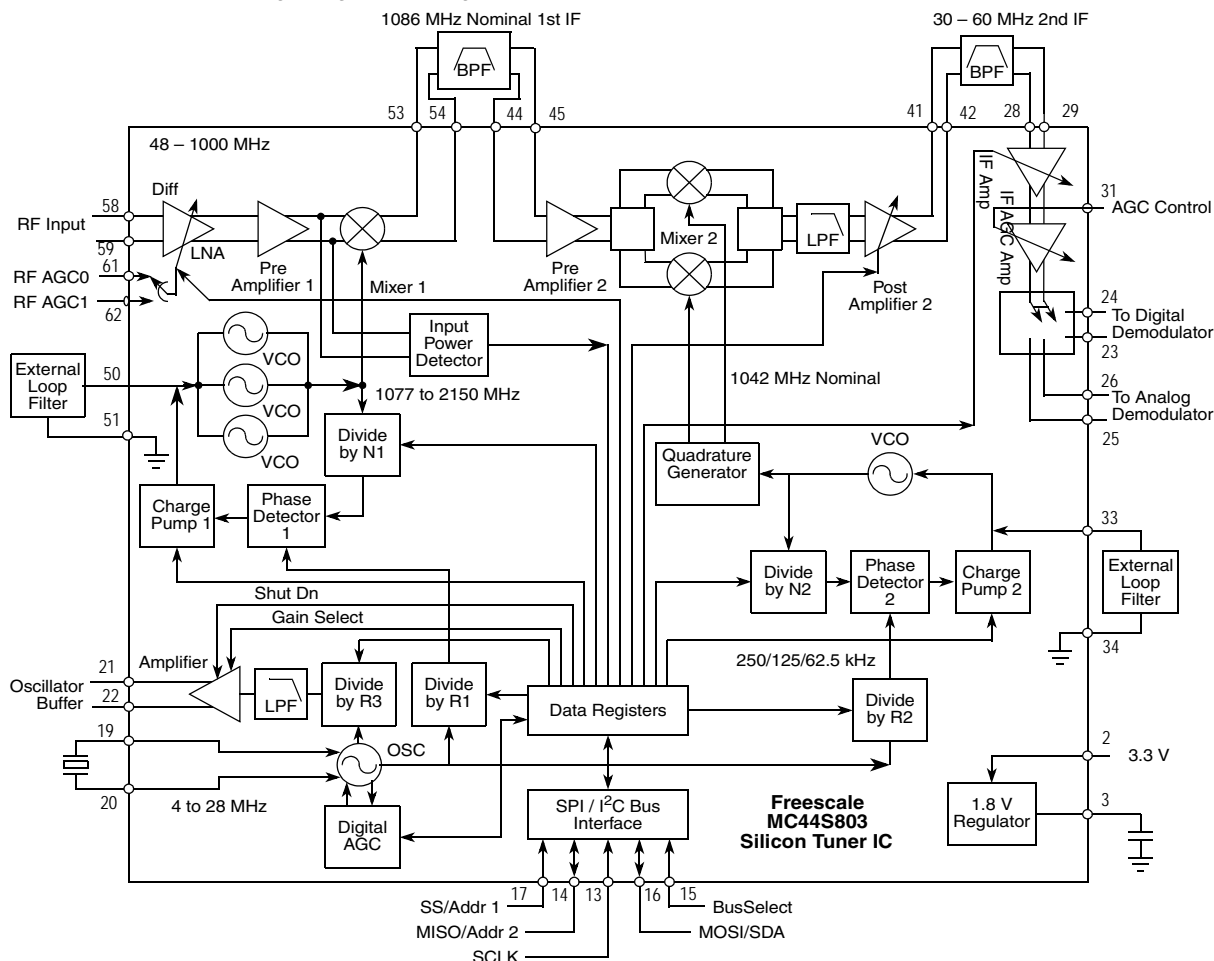 1086 MHz Nominal 1st IF
30 – 60 MHz 2nd IF
BPF
BPF
53
54
44
45
41
42
28
29
48 – 1000 MHz
Diff
58
RF Input
59
LNA
61
RF AGC0
RF AGC1
62
Pre
Amplifier 1
Mixer 1
Pre
Amplifier 2
Mixer 2
LPF
Post
Amplifier 2
IF Amp
IF AGC Amp
31
AGC Control
24
To Digital
Demodulator
23
26
To Analog
Demodulator
25
Input
Power
Detector
VCO
VCO
VCO
External
Loop
Filter
50
51
1077 to 2150 MHz
1042 MHz Nominal
Divide
by N1
Quadrature
Generator
VCO
Charge
Pump 1
Phase
Detector
1
33
Divide
by N2
Phase
Detector
2
Charge
Pump 2
External
Loop
Filter
34
Shut Dn
Gain Select
250/125/62.5 kHz
Amplifier
21
Oscillator
Buffer
22
LPF
Divide
by R3
Divide
by R1
Data Registers
Divide
by R2
19
OSC
20
4 to 28 MHz
Digital
AGC
SPI / I²C Bus
Interface
Freescale
MC44S803
Silicon Tuner IC
2
3.3 V
3
1.8 V
Regulator
17
14
13
16
15
SS/Addr 1
BusSelect
MISO/Addr 2
MOSI/SDA
SCLK